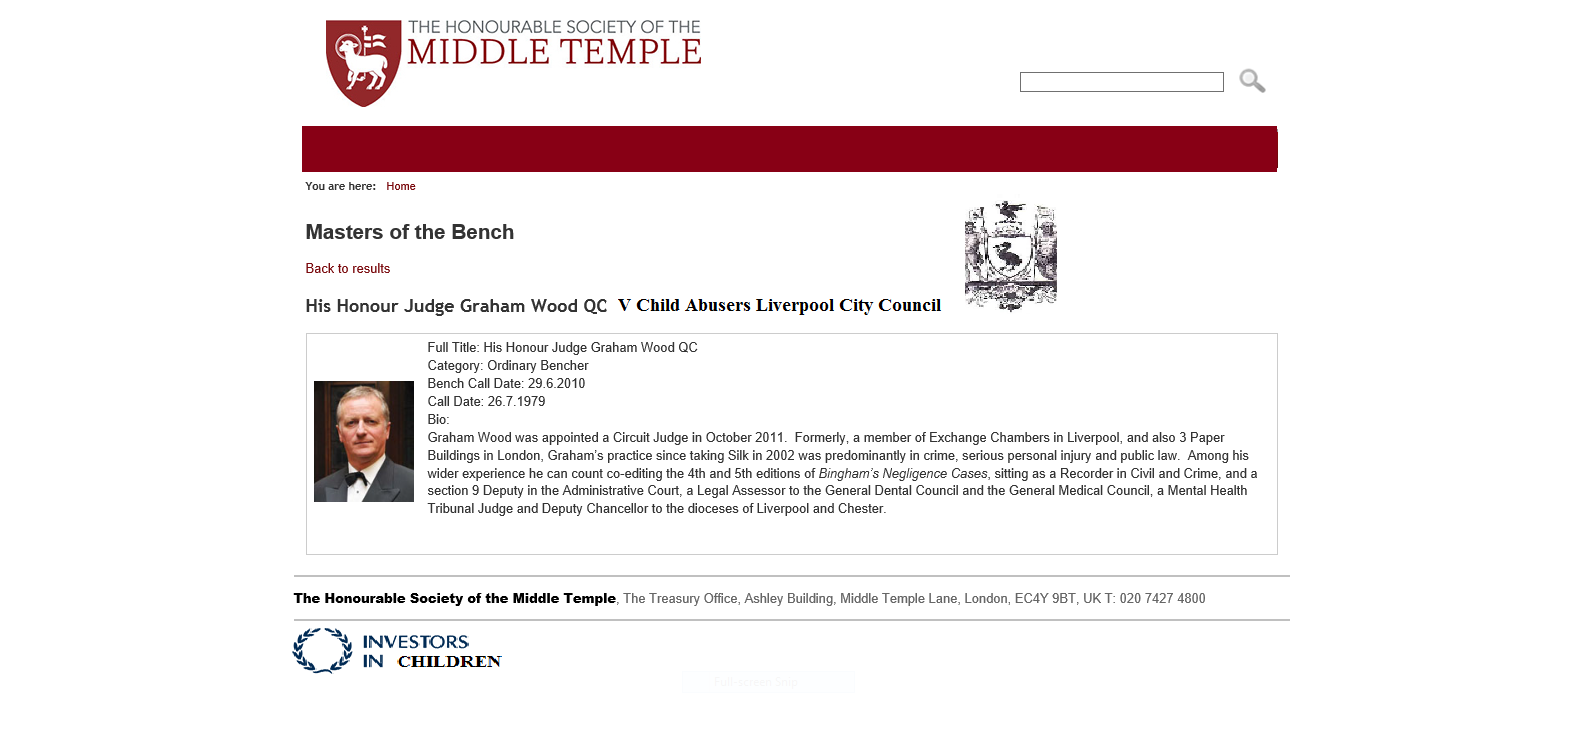 THE HONOURABLE SOCIETY OF THE
MIDDLE TEMPLE
You are here: Home
Masters of the Bench
Back to results
His Honour Judge Graham Wood QC V Child Abusers Liverpool City Council
Full Title: His Honour Judge Graham Wood QC
Category: Ordinary Bencher
Bench Call Date: 29.6.2010
Call Date: 26.7.1979
Bio:
Graham Wood was appointed a Circuit Judge in October 2011. Formerly, a member of Exchange Chambers in Liverpool, and also 3 Paper
Buildings in London, Graham's practice since taking Silk in 2002 was predominantly in crime, serious personal injury and public law. Among his
wider experience he can count co-editing the 4th and 5th editions of Bingham's Negligence Cases, sitting as a Recorder in Civil and Crime, and a
section 9 Deputy in the Administrative Court, a Legal Assessor to the General Dental Council and the General Medical Council, a Mental Health
Tribunal Judge and Deputy Chancellor to the dioceses of Liverpool and Chester.
The Honourable Society of the Middle Temple, The Treasury Office, Ashley Building, Middle Temple Lane, London, EC4Y 9BT, UK T: 020 7427 4800
INVESTORS
IN CHILDREN